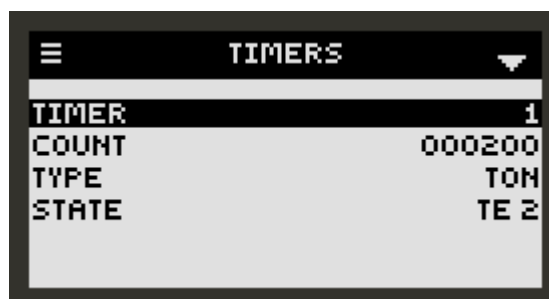 TIMERS
TIMER 1
COUNT 000200
TYPE TON
STATE TE 2